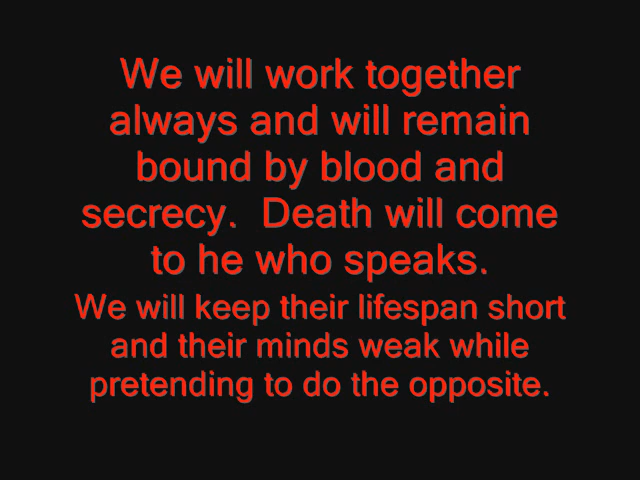 We will work together
always and will remain
bound by blood and
secrecy.  Death will come
to he who speaks.
We will keep their lifespan short
and their minds weak while
pretending to do the opposite.